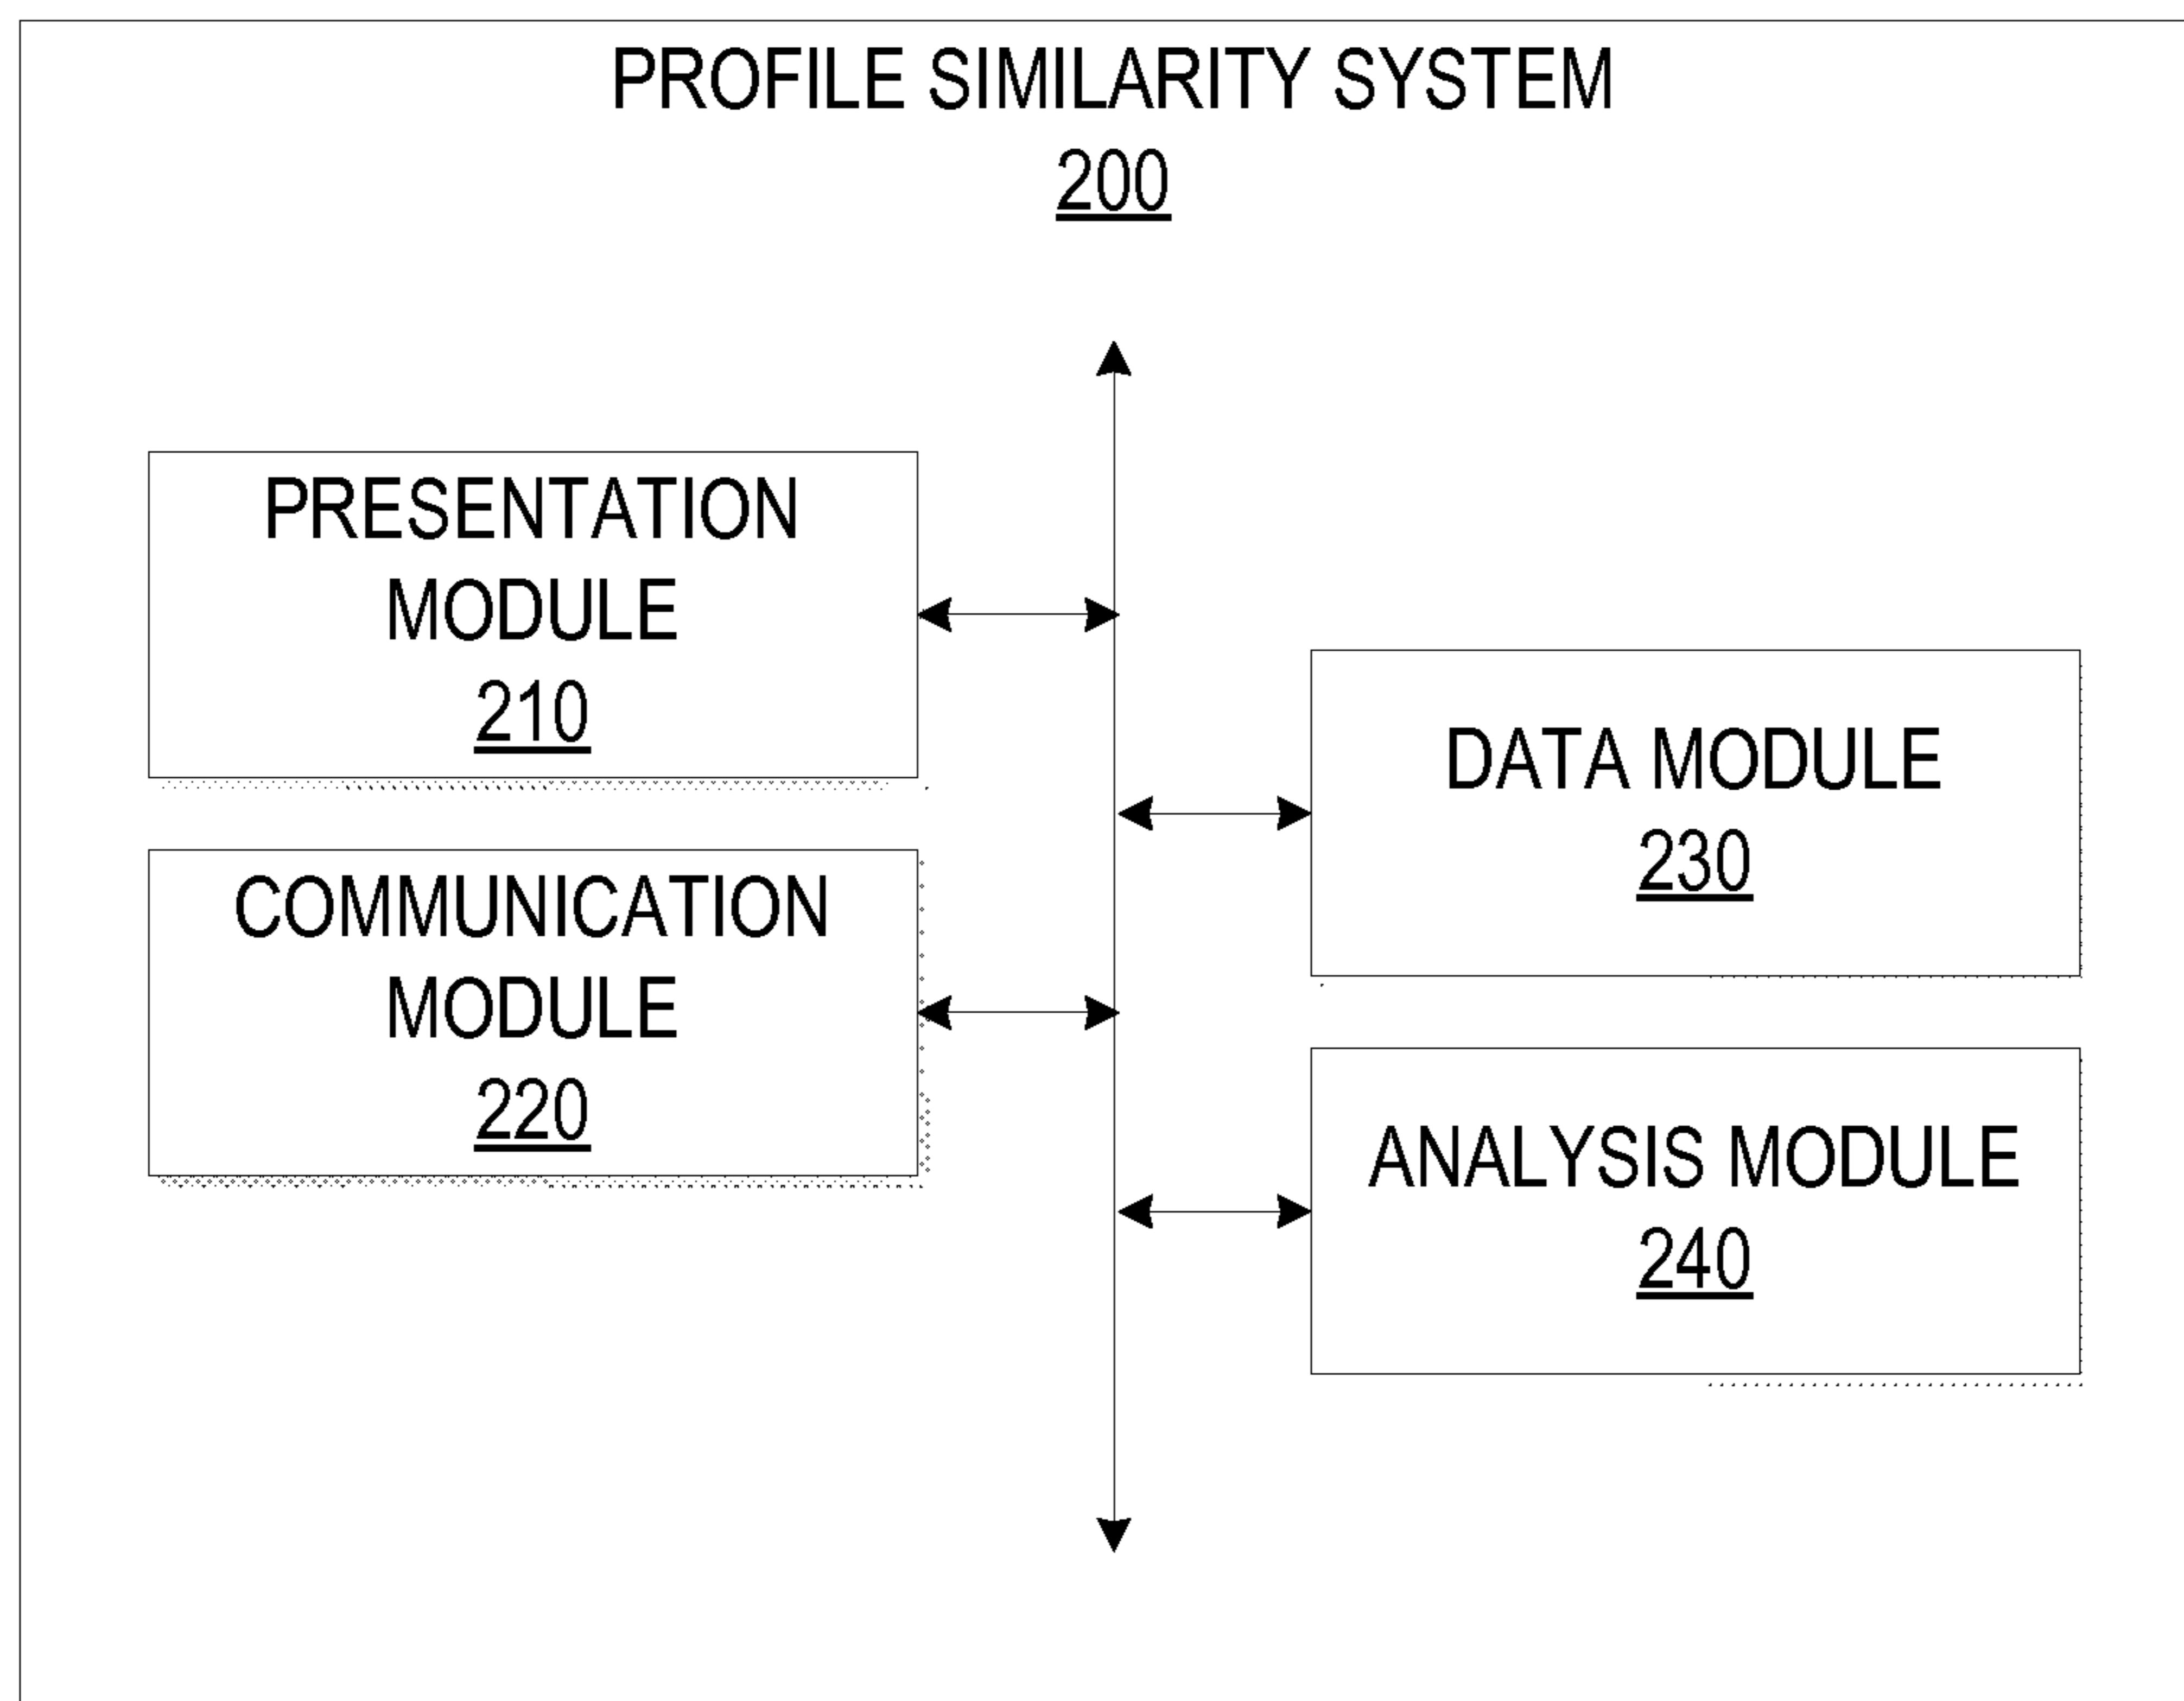 PROFILE SIMILARITY SYSTEM
200
PRESENTATION
MODULE
210
COMMUNICATION
MODULE
220
DATA MODULE
230
ANALYSIS MODULE
240